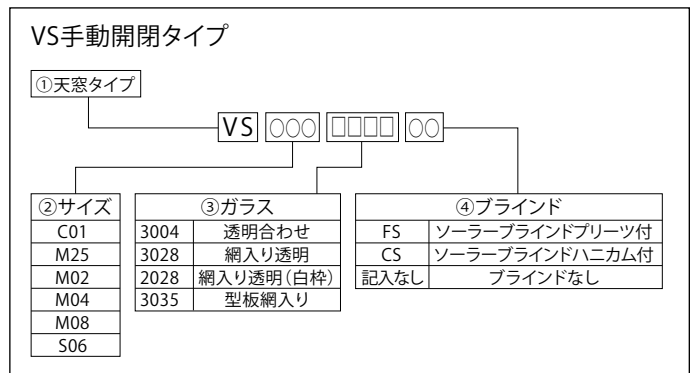 VS手動開閉タイプ
①天窓タイプ
VS ○○○ □□□□ ○○
②サイズ
C01
M25
M02
M04
M08
S06
③ガラス
3004 透明合わせ
3028 網入り透明
2028 網入り透明（白枠）
3035 型板網入り
④ブラインド
FS ソーラーブラインドプリーツ付
CS ソーラーブラインドハニカム付
記入なし ブラインドなし